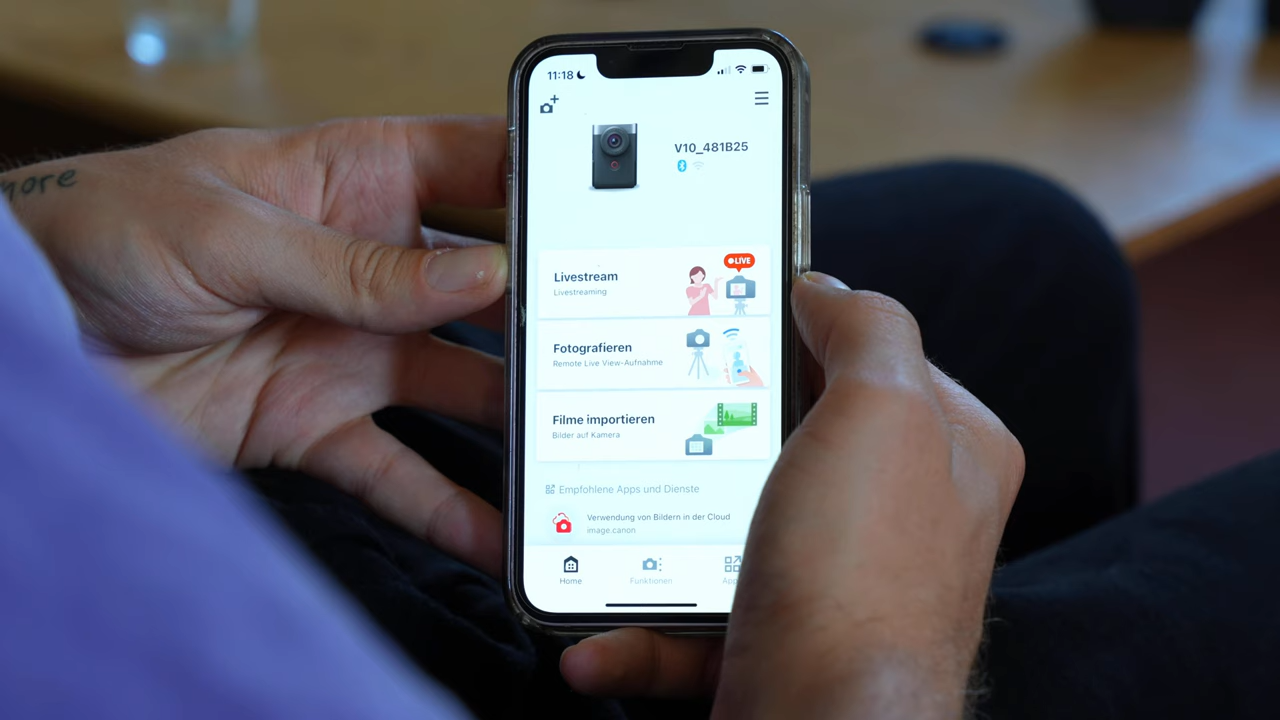 11:18
V10_481B25
LIVE
Livestream
Livestreaming
Fotografieren
Remote Live View-Aufnahme
Filme importieren
Bilder auf Kamera
Empfohlene Apps und Dienste
Verwendung von Bildern in der Cloud
image.canon
Home
Funktionen